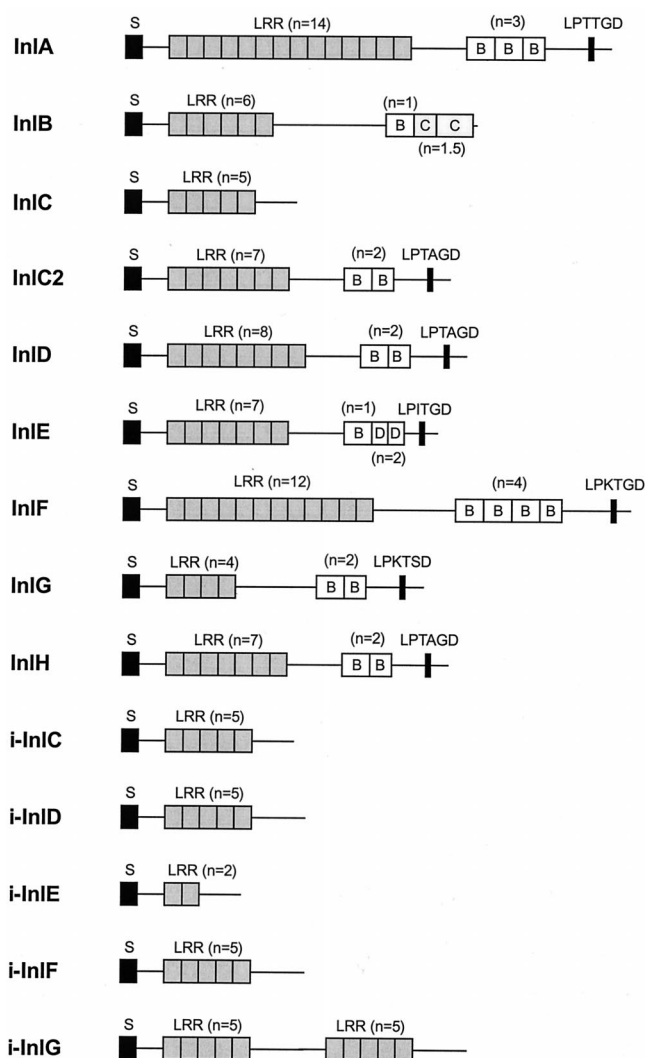 S LRR (n=14) (n=3) LPTTGD
InlA B B B
S LRR (n=6) (n=1)
InlB B C C
(n=1.5)
S LRR (n=5)
InlC
S LRR (n=7) (n=2) LPTAGD
InlC2 B B
S LRR (n=8) (n=2) LPTAGD
InlD B B
S LRR (n=7) (n=1) LPITGD
InlE B D D
(n=2)
S LRR (n=12) (n=4) LPKTGD
InlF B B B B
S LRR (n=4) (n=2) LPKTSD
InlG B B
S LRR (n=7) (n=2) LPTAGD
InlH B B
S LRR (n=5)
i-InlC
S LRR (n=5)
i-InlD
S LRR (n=2)
i-InlE
S LRR (n=5)
i-InlF
S LRR (n=5) LRR (n=5)
i-InlG